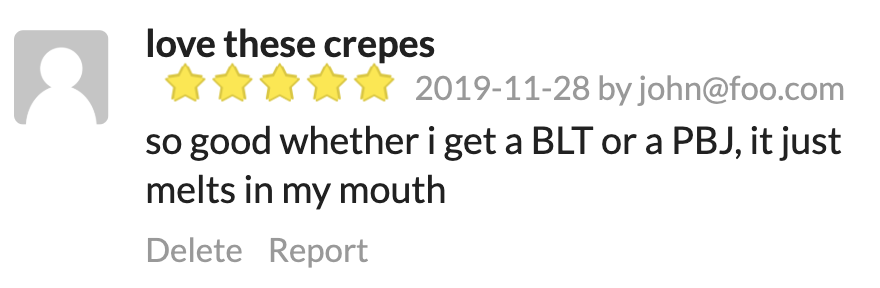 love these crepes
2019-11-28 by john@foo.com
so good whether i get a BLT or a PBJ, it just
melts in my mouth
Delete Report